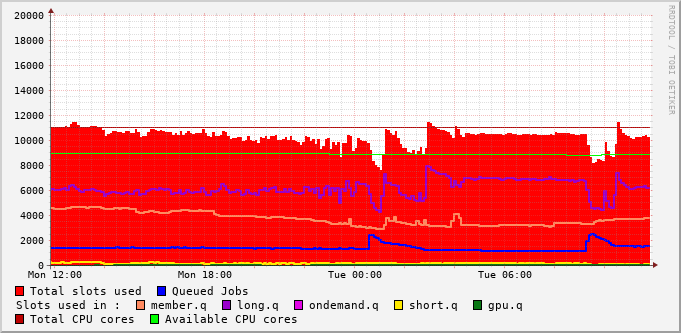 20000
18000
16000
14000
12000
10000
8000
6000
4000
2000
0
Mon 12:00 Mon 18:00 Tue 00:00 Tue 06:00
RRDTOOL / TOBI OETIKER
Total slots used Queued Jobs
Slots used in : member.q long.q ondemand.q short.q gpu.q
Total CPU cores Available CPU cores